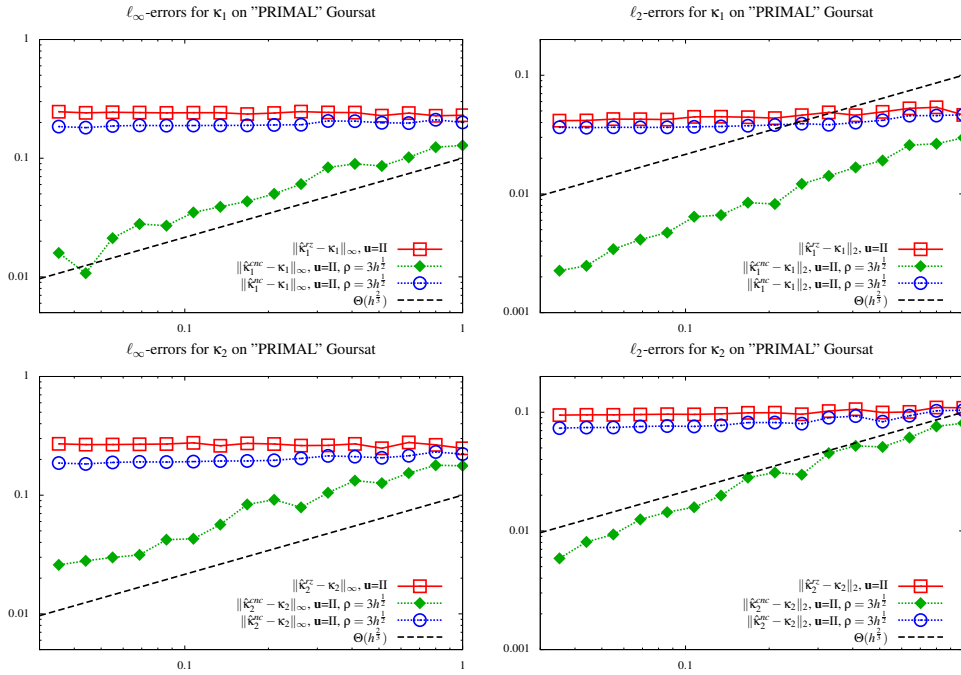 ℓ∞-errors for κ₁ on ”PRIMAL” Goursat
1
0.1
0.01
0.1
1
‖κ̂₁^rz − κ₁‖∞, u=II
‖κ̂₁^cnc − κ₁‖∞, u=II, ρ = 3h^(1/2)
‖κ̂₁^nc − κ₁‖∞, u=II, ρ = 3h^(1/2)
Θ(h^(2/3))
ℓ₂-errors for κ₁ on ”PRIMAL” Goursat
0.1
0.01
0.001
0.1
‖κ̂₁^rz − κ₁‖₂, u=II
‖κ̂₁^cnc − κ₁‖₂, u=II, ρ = 3h^(1/2)
‖κ̂₁^nc − κ₁‖₂, u=II, ρ = 3h^(1/2)
Θ(h^(2/3))
ℓ∞-errors for κ₂ on ”PRIMAL” Goursat
1
0.1
0.01
0.1
1
‖κ̂₂^rz − κ₂‖∞, u=II
‖κ̂₂^cnc − κ₂‖∞, u=II, ρ = 3h^(1/2)
‖κ̂₂^nc − κ₂‖∞, u=II, ρ = 3h^(1/2)
Θ(h^(2/3))
ℓ₂-errors for κ₂ on ”PRIMAL” Goursat
0.1
0.01
0.001
0.1
‖κ̂₂^rz − κ₂‖₂, u=II
‖κ̂₂^cnc − κ₂‖₂, u=II, ρ = 3h^(1/2)
‖κ̂₂^nc − κ₂‖₂, u=II, ρ = 3h^(1/2)
Θ(h^(2/3))